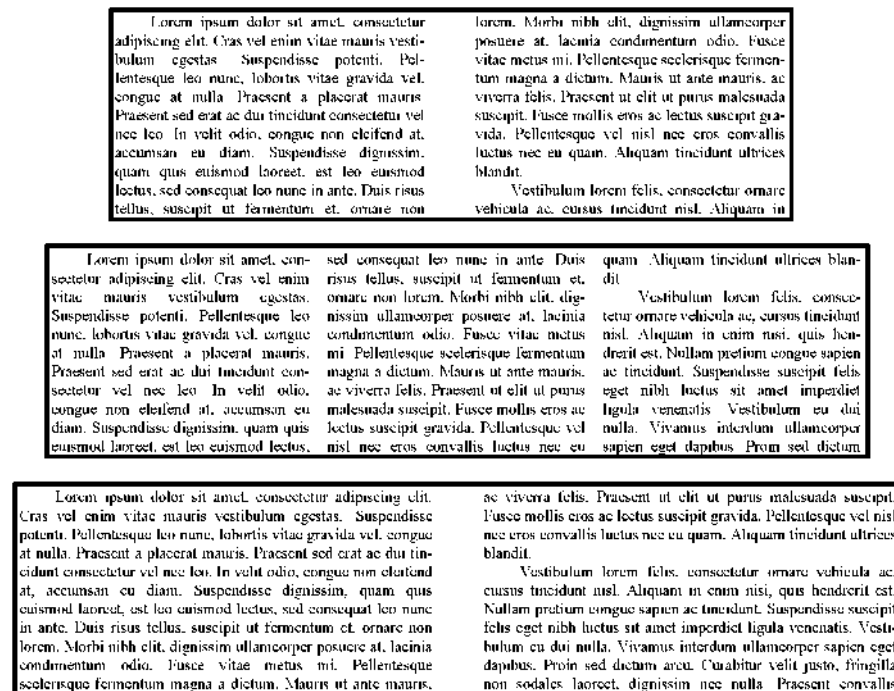 Lorem ipsum dolor sit amet, consectetur
adipiscing elit. Cras vel enim vitae mauris vesti-
bulum egestas. Suspendisse potenti. Pel-
lentesque leo nunc, lobortis vitae gravida vel,
congue at nulla. Praesent a placerat mauris.
Praesent sed erat ac dui tincidunt consectetur vel
nec leo. In velit odio, congue non eleifend at,
accumsan eu diam. Suspendisse dignissim,
quam quis euismod laoreet, est leo euismod
lectus, sed consequat leo nunc in ante. Duis risus
tellus, suscipit ut fermentum et, ornare non
lorem. Morbi nibh elit, dignissim ullamcorper
posuere at, lacinia condimentum odio. Fusce
vitae metus mi. Pellentesque scelerisque fermen-
tum magna a dictum. Mauris ut ante mauris, ac
viverra felis. Praesent ut elit ut purus malesuada
suscipit. Fusce mollis eros ac lectus suscipit gra-
vida. Pellentesque vel nisl nec eros convallis
luctus nec eu quam. Aliquam tincidunt ultrices
blandit.
Vestibulum lorem felis, consectetur ornare
vehicula ac, cursus tincidunt nisl. Aliquam in
Lorem ipsum dolor sit amet, con-
sectetur adipiscing elit. Cras vel enim
vitae mauris vestibulum egestas.
Suspendisse potenti. Pellentesque leo
nunc, lobortis vitae gravida vel, congue
at nulla. Praesent a placerat mauris.
Praesent sed erat ac dui tincidunt con-
sectetur vel nec leo. In velit odio,
congue non eleifend at, accumsan eu
diam. Suspendisse dignissim, quam quis
euismod laoreet, est leo euismod lectus,
sed consequat leo nunc in ante. Duis
risus tellus, suscipit ut fermentum et,
ornare non lorem. Morbi nibh elit, dig-
nissim ullamcorper posuere at, lacinia
condimentum odio. Fusce vitae metus
mi. Pellentesque scelerisque fermentum
magna a dictum. Mauris ut ante mauris,
ac viverra felis. Praesent ut elit ut purus
malesuada suscipit. Fusce mollis eros ac
lectus suscipit gravida. Pellentesque vel
nisl nec eros convallis luctus nec eu
quam. Aliquam tincidunt ultrices blan-
dit.
Vestibulum lorem felis, consec-
tetur ornare vehicula ac, cursus tincidunt
nisl. Aliquam in enim nisi, quis hen-
drerit est. Nullam pretium congue sapien
ac tincidunt. Suspendisse suscipit felis
eget nibh luctus sit amet imperdiet
ligula venenatis. Vestibulum eu dui
nulla. Vivamus interdum ullamcorper
sapien eget dapibus. Proin sed dictum
Lorem ipsum dolor sit amet, consectetur adipiscing elit.
Cras vel enim vitae mauris vestibulum egestas. Suspendisse
potenti. Pellentesque leo nunc, lobortis vitae gravida vel, congue
at nulla. Praesent a placerat mauris. Praesent sed erat ac dui tin-
cidunt consectetur vel nec leo. In velit odio, congue non eleifend
at, accumsan eu diam. Suspendisse dignissim, quam quis
euismod laoreet, est leo euismod lectus, sed consequat leo nunc
in ante. Duis risus tellus, suscipit ut fermentum et, ornare non
lorem. Morbi nibh elit, dignissim ullamcorper posuere at, lacinia
condimentum odio. Fusce vitae metus mi. Pellentesque
scelerisque fermentum magna a dictum. Mauris ut ante mauris,
ac viverra felis. Praesent ut elit ut purus malesuada suscipit.
Fusce mollis eros ac lectus suscipit gravida. Pellentesque vel nisl
nec eros convallis luctus nec eu quam. Aliquam tincidunt ultrices
blandit.
Vestibulum lorem felis, consectetur ornare vehicula ac,
cursus tincidunt nisl. Aliquam in enim nisi, quis hendrerit est.
Nullam pretium congue sapien ac tincidunt. Suspendisse suscipit
felis eget nibh luctus sit amet imperdiet ligula venenatis. Vesti-
bulum eu dui nulla. Vivamus interdum ullamcorper sapien eget
dapibus. Proin sed dictum arcu. Curabitur velit justo, fringilla
non sodales laoreet, dignissim nec nulla. Praesent convallis